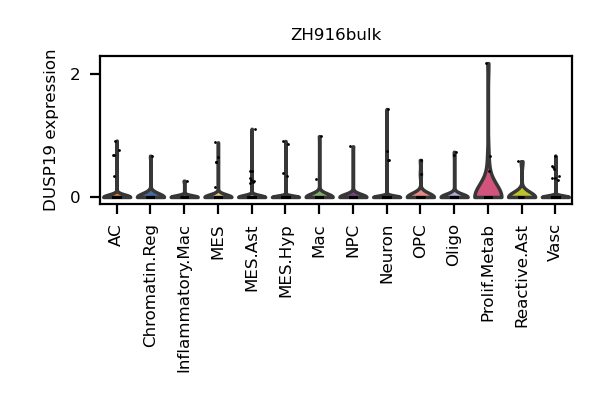 ZH916bulk
DUSP19 expression
2
0
AC
Chromatin.Reg
Inflammatory.Mac
MES
MES.Ast
MES.Hyp
Mac
NPC
Neuron
OPC
Oligo
Prolif.Metab
Reactive.Ast
Vasc